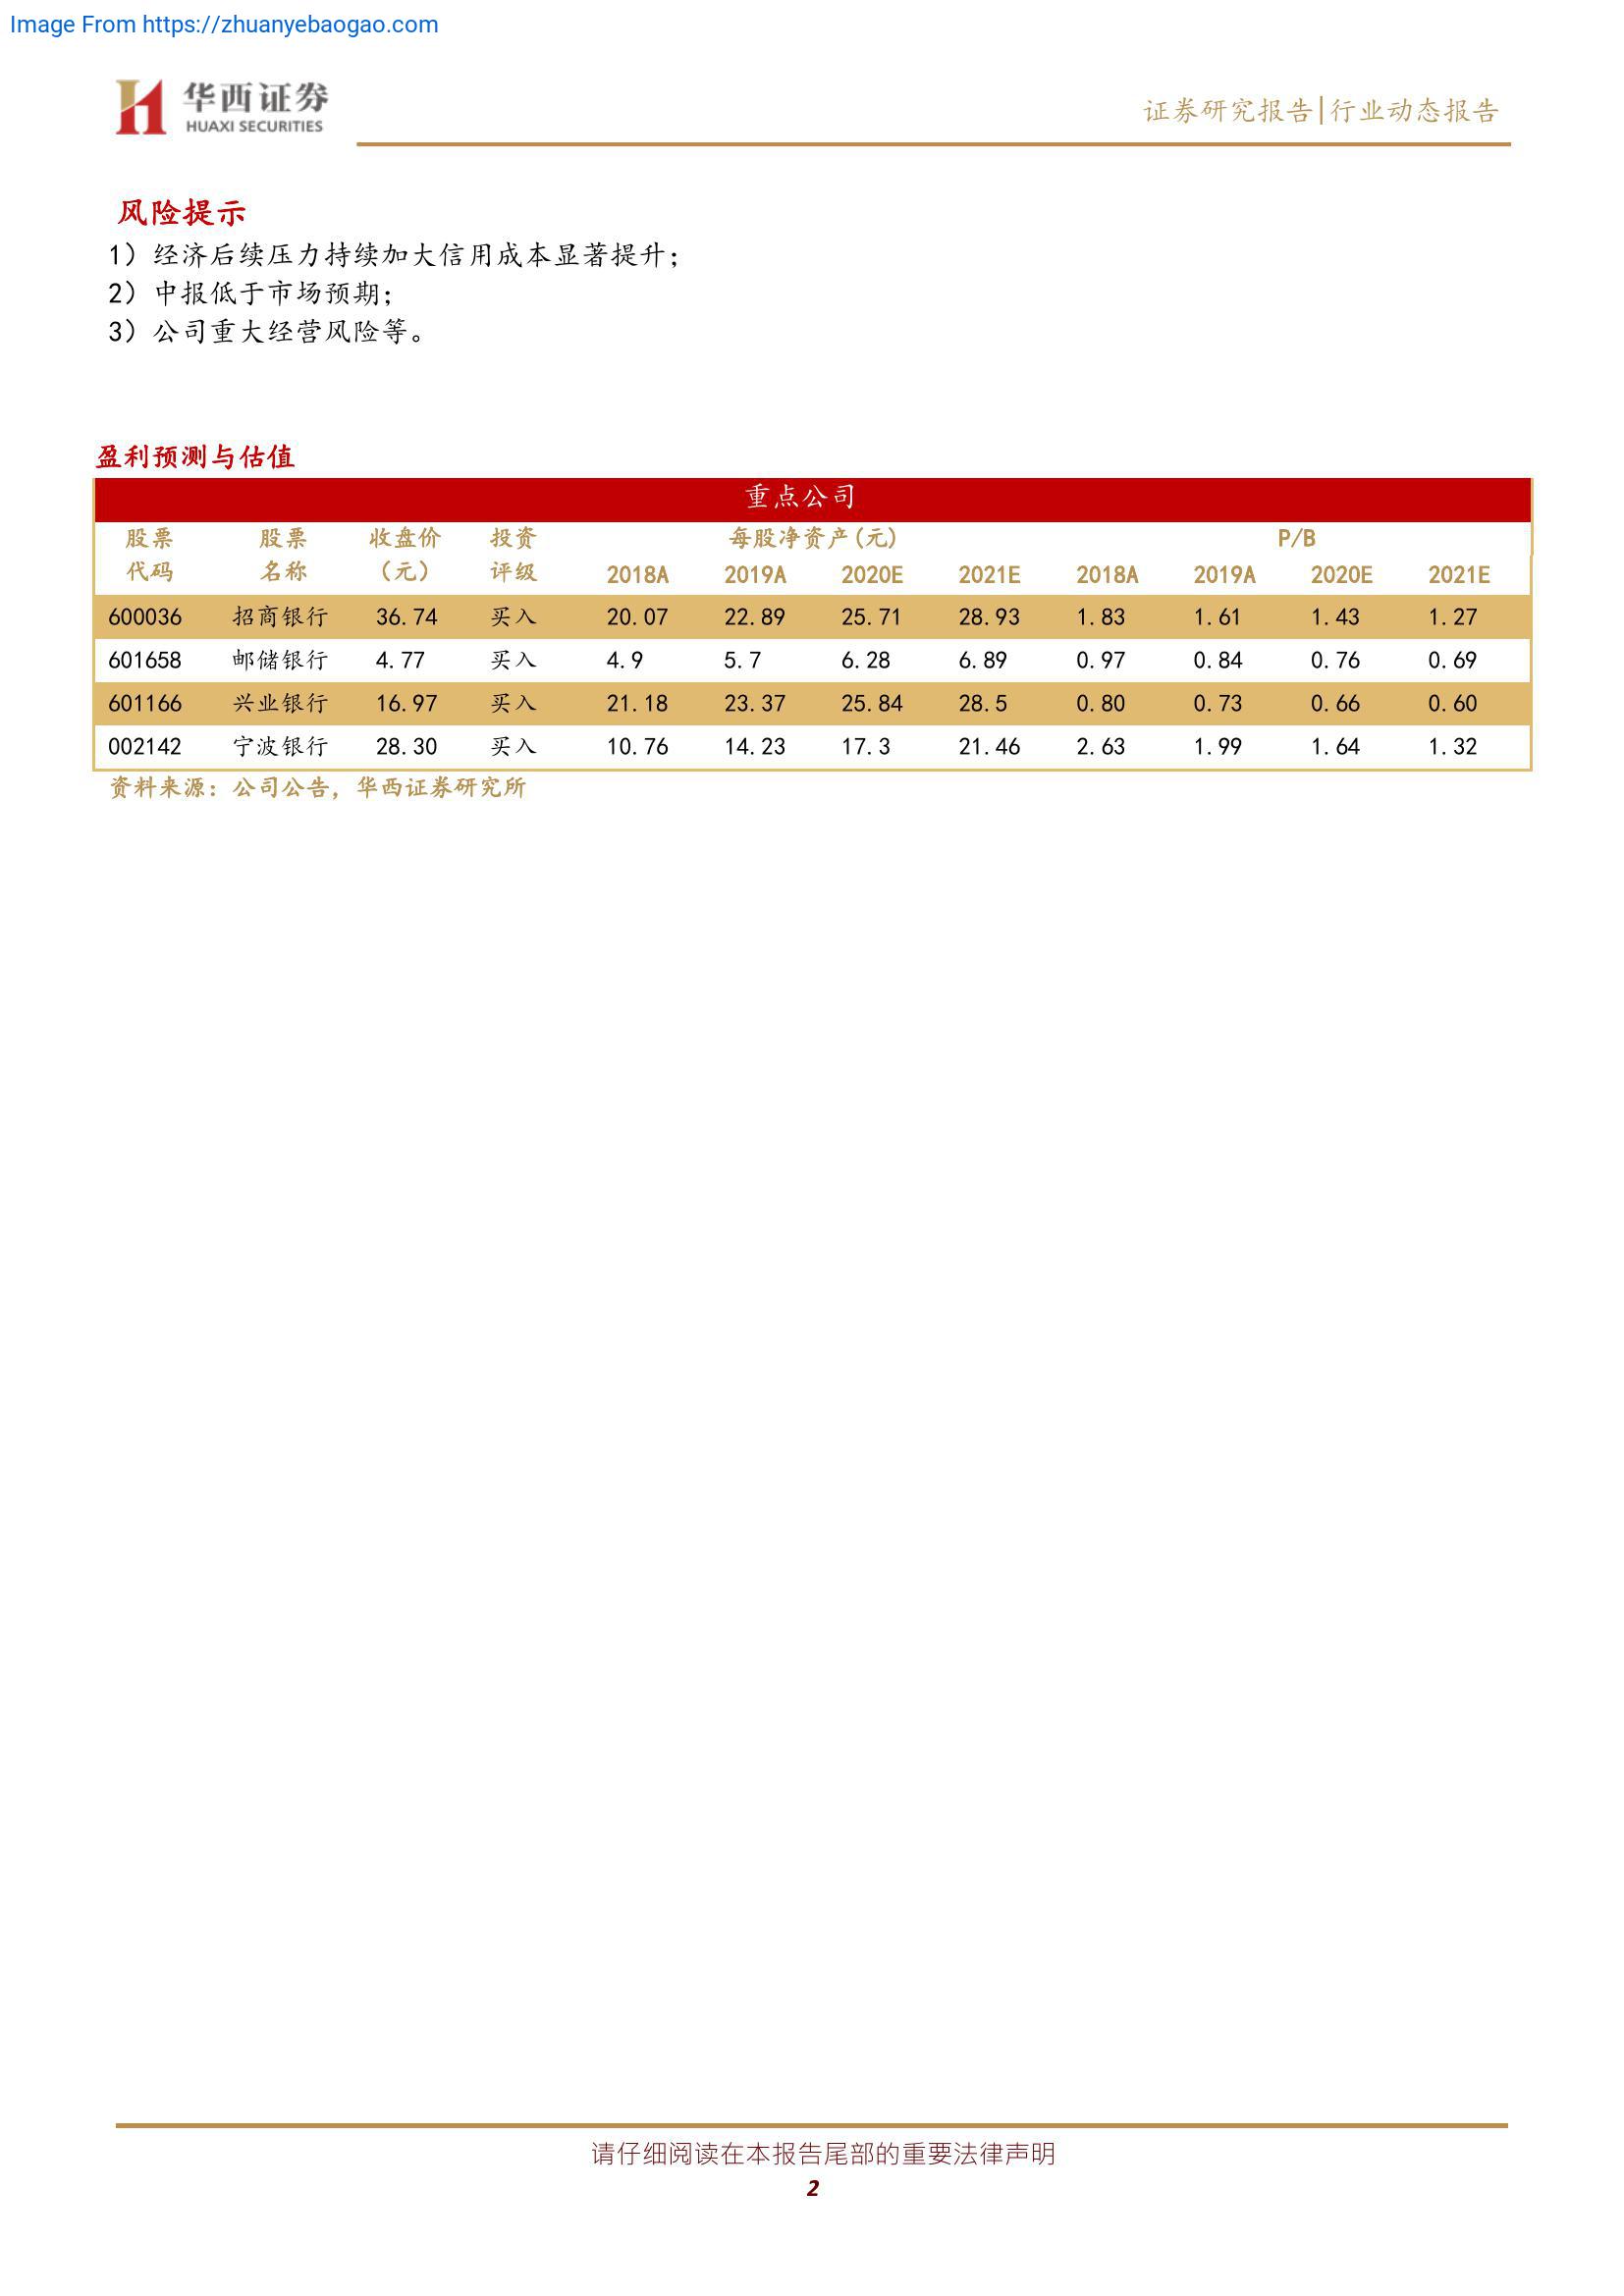 Image From https://zhuanyebaogao.com
华西证券
HUAXI SECURITIES
证券研究报告|行业动态报告
风险提示
1）经济后续压力持续加大信用成本显著提升；
2）中报低于市场预期；
3）公司重大经营风险等。
盈利预测与估值
重点公司
股票 股票 收盘价 投资 每股净资产(元) P/B
代码 名称 （元） 评级 2018A 2019A 2020E 2021E 2018A 2019A 2020E 2021E
600036 招商银行 36.74 买入 20.07 22.89 25.71 28.93 1.83 1.61 1.43 1.27
601658 邮储银行 4.77 买入 4.9 5.7 6.28 6.89 0.97 0.84 0.76 0.69
601166 兴业银行 16.97 买入 21.18 23.37 25.84 28.5 0.80 0.73 0.66 0.60
002142 宁波银行 28.30 买入 10.76 14.23 17.3 21.46 2.63 1.99 1.64 1.32
资料来源：公司公告，华西证券研究所
请仔细阅读在本报告尾部的重要法律声明
2